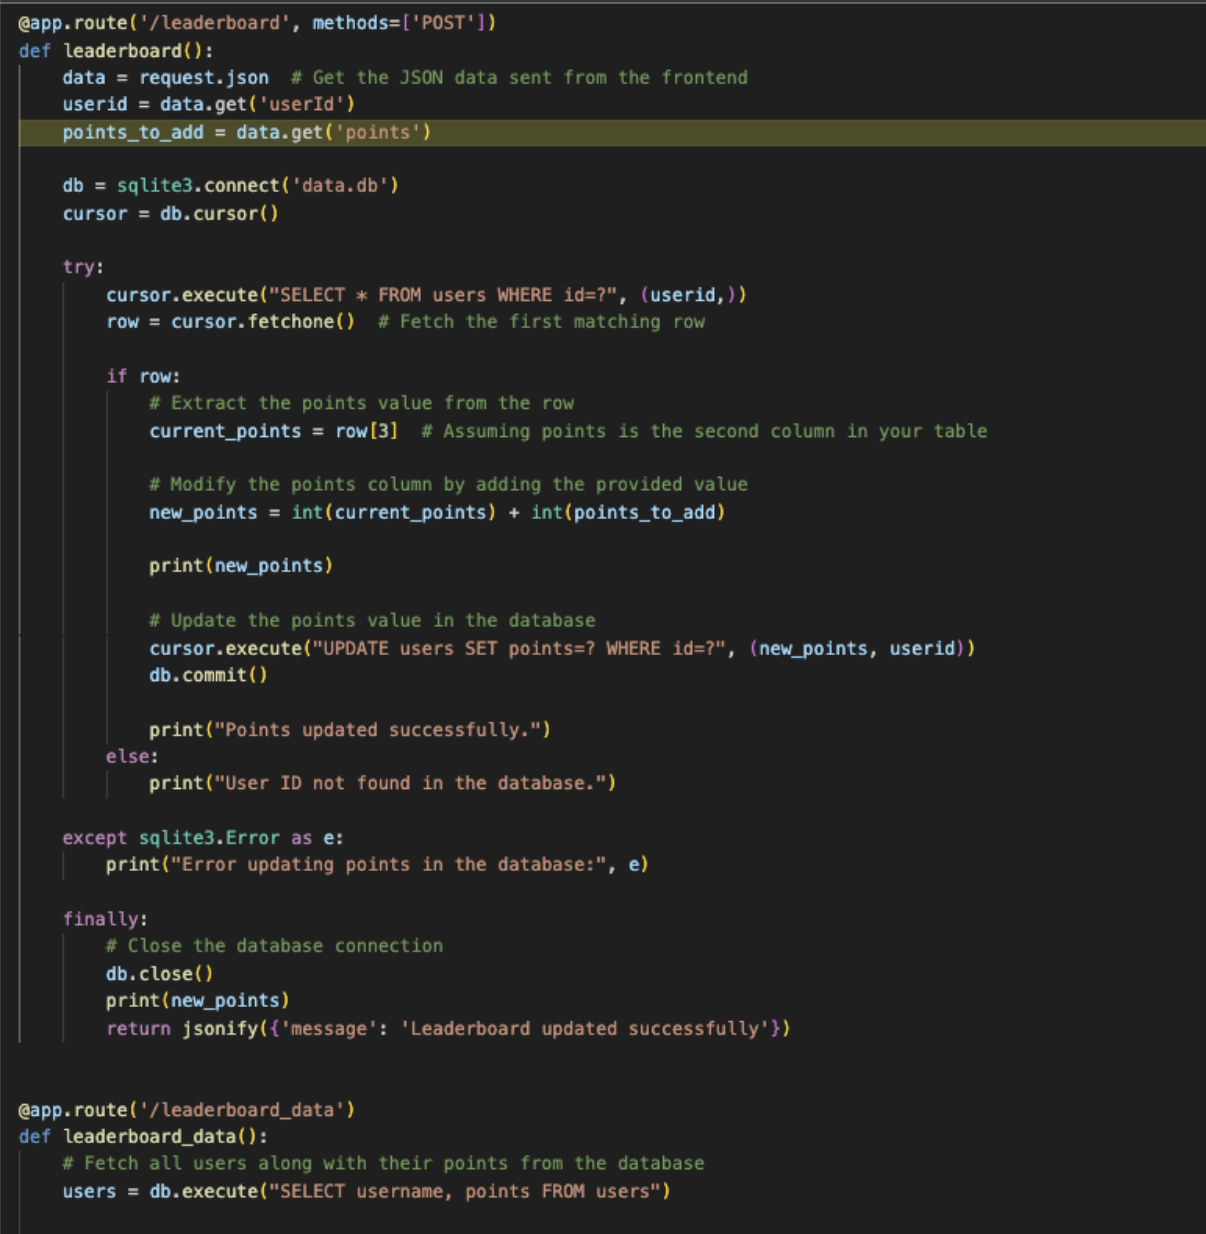 @app.route('/leaderboard', methods=['POST'])
def leaderboard():
    data = request.json  # Get the JSON data sent from the frontend
    userid = data.get('userId')
    points_to_add = data.get('points')

    db = sqlite3.connect('data.db')
    cursor = db.cursor()

    try:
        cursor.execute("SELECT * FROM users WHERE id=?", (userid,))
        row = cursor.fetchone()  # Fetch the first matching row

        if row:
            # Extract the points value from the row
            current_points = row[3]  # Assuming points is the second column in your table

            # Modify the points column by adding the provided value
            new_points = int(current_points) + int(points_to_add)

            print(new_points)

            # Update the points value in the database
            cursor.execute("UPDATE users SET points=? WHERE id=?", (new_points, userid))
            db.commit()

            print("Points updated successfully.")
        else:
            print("User ID not found in the database.")

    except sqlite3.Error as e:
        print("Error updating points in the database:", e)

    finally:
        # Close the database connection
        db.close()
        print(new_points)
        return jsonify({'message': 'Leaderboard updated successfully'})


@app.route('/leaderboard_data')
def leaderboard_data():
    # Fetch all users along with their points from the database
    users = db.execute("SELECT username, points FROM users")